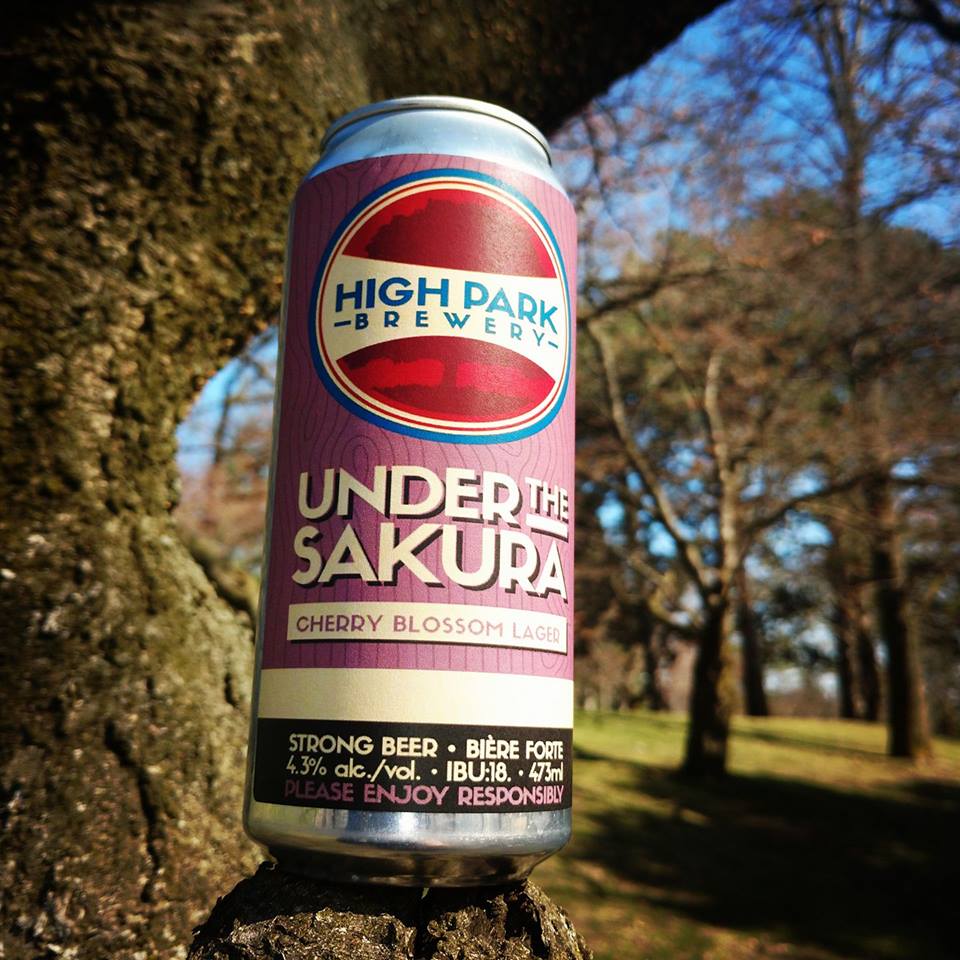 HIGH PARK
BREWERY
UNDER THE
SAKURA
CHERRY BLOSSOM LAGER
STRONG BEER • BIÈRE FORTE
4.3% alc./vol. • IBU:18. • 473ml
PLEASE ENJOY RESPONSIBLY